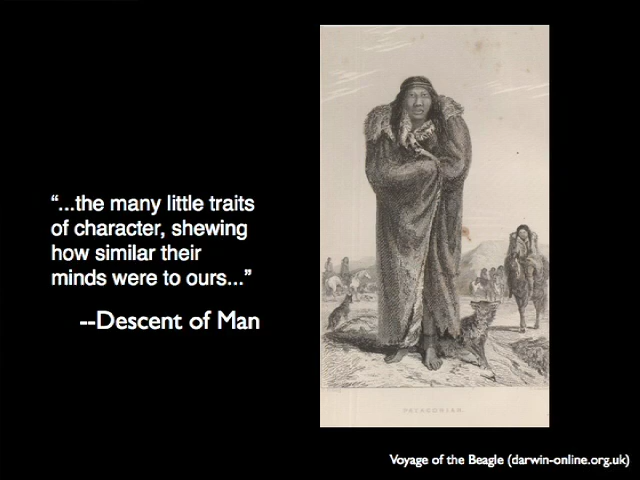 “...the many little traits
of character, shewing
how similar their
minds were to ours...”
--Descent of Man
PATAGONIAN.
Voyage of the Beagle (darwin-online.org.uk)